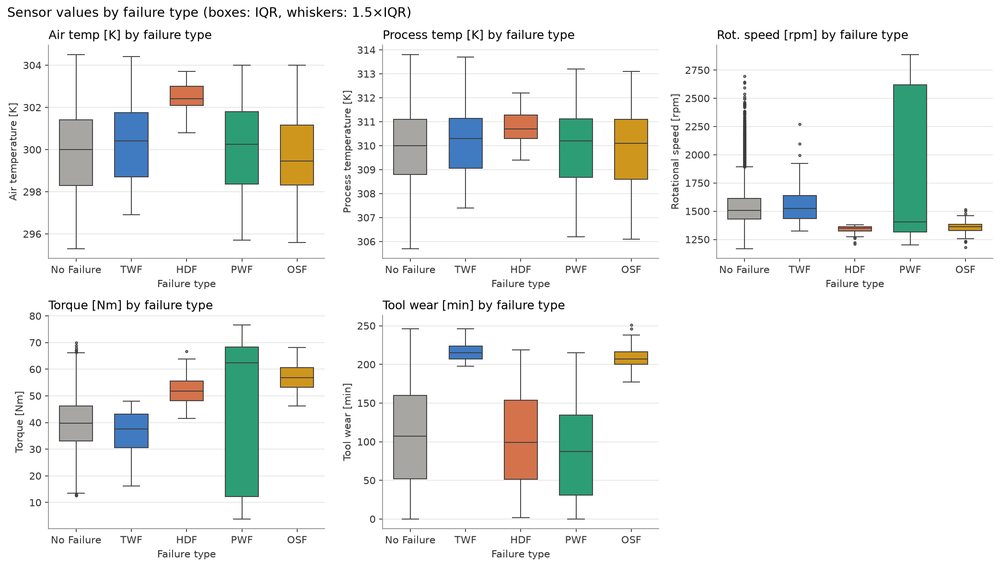 Sensor values by failure type (boxes: IQR, whiskers: 1.5×IQR)
Air temp [K] by failure type
Air temperature [K]
304
302
300
298
296
No Failure TWF HDF PWF OSF
Failure type
Process temp [K] by failure type
Process temperature [K]
314
313
312
311
310
309
308
307
306
No Failure TWF HDF PWF OSF
Failure type
Rot. speed [rpm] by failure type
Rotational speed [rpm]
2750
2500
2250
2000
1750
1500
1250
No Failure TWF HDF PWF OSF
Failure type
Torque [Nm] by failure type
Torque [Nm]
80
70
60
50
40
30
20
10
No Failure TWF HDF PWF OSF
Failure type
Tool wear [min] by failure type
Tool wear [min]
250
200
150
100
50
0
No Failure TWF HDF PWF OSF
Failure type